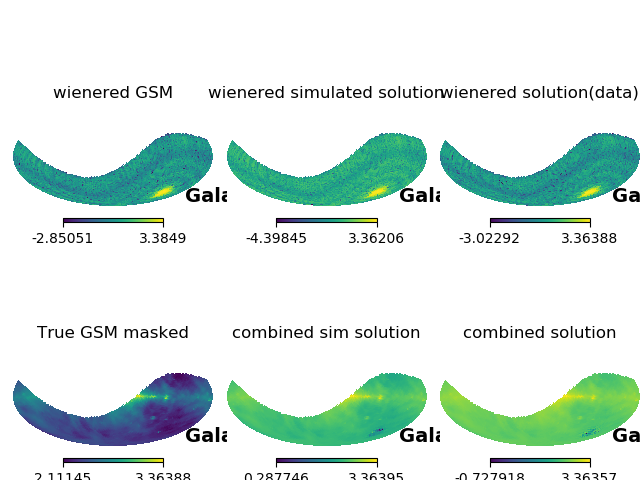 wienered GSM wienered simulated solution wienered solution(data)
Gala Gala Ga
-2.85051 3.3849 -4.39845 3.36206 -3.02292 3.36388
True GSM masked combined sim solution combined solution
Gala Gala Ga
2.11145 3.36388 0.287746 3.36395 -0.727918 3.36357